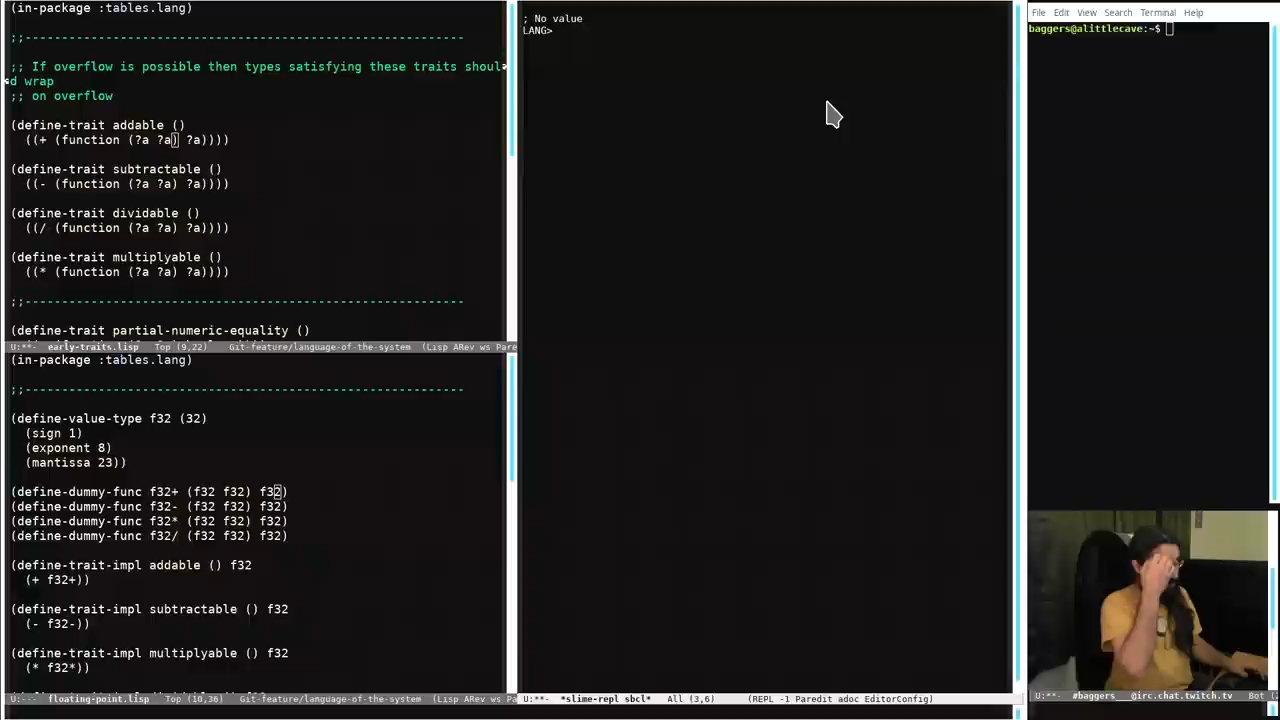 (in-package :tables.lang)
;;------------------------------------------------------------
;; If overflow is possible then types satisfying these traits shoul
d wrap
;; on overflow
(define-trait addable ()
((+ (function (?a ?a) ?a))))
(define-trait subtractable ()
((- (function (?a ?a) ?a))))
(define-trait dividable ()
((/ (function (?a ?a) ?a))))
(define-trait multiplyable ()
((* (function (?a ?a) ?a))))
;;------------------------------------------------------------
(define-trait partial-numeric-equality ()
U:**- early-traits.lisp Top (9,22) Git-feature/language-of-the-system (Lisp ARev ws Pare
(in-package :tables.lang)
;;------------------------------------------------------------
(define-value-type f32 (32)
(sign 1)
(exponent 8)
(mantissa 23))
(define-dummy-func f32+ (f32 f32) f32)
(define-dummy-func f32- (f32 f32) f32)
(define-dummy-func f32* (f32 f32) f32)
(define-dummy-func f32/ (f32 f32) f32)
(define-trait-impl addable () f32
(+ f32+))
(define-trait-impl subtractable () f32
(- f32-))
(define-trait-impl multiplyable () f32
(* f32*))
U:--- floating-point.lisp Top (10,36) Git-feature/language-of-the-system (Lisp ARev ws Pa
; No value
LANG>
U:**- *slime-repl sbcl* All (3,6) (REPL -1 Paredit adoc EditorConfig)
File Edit View Search Terminal Help
baggers@alittlecave:~$
U:**- #baggers @irc.chat.twitch.tv Bot (